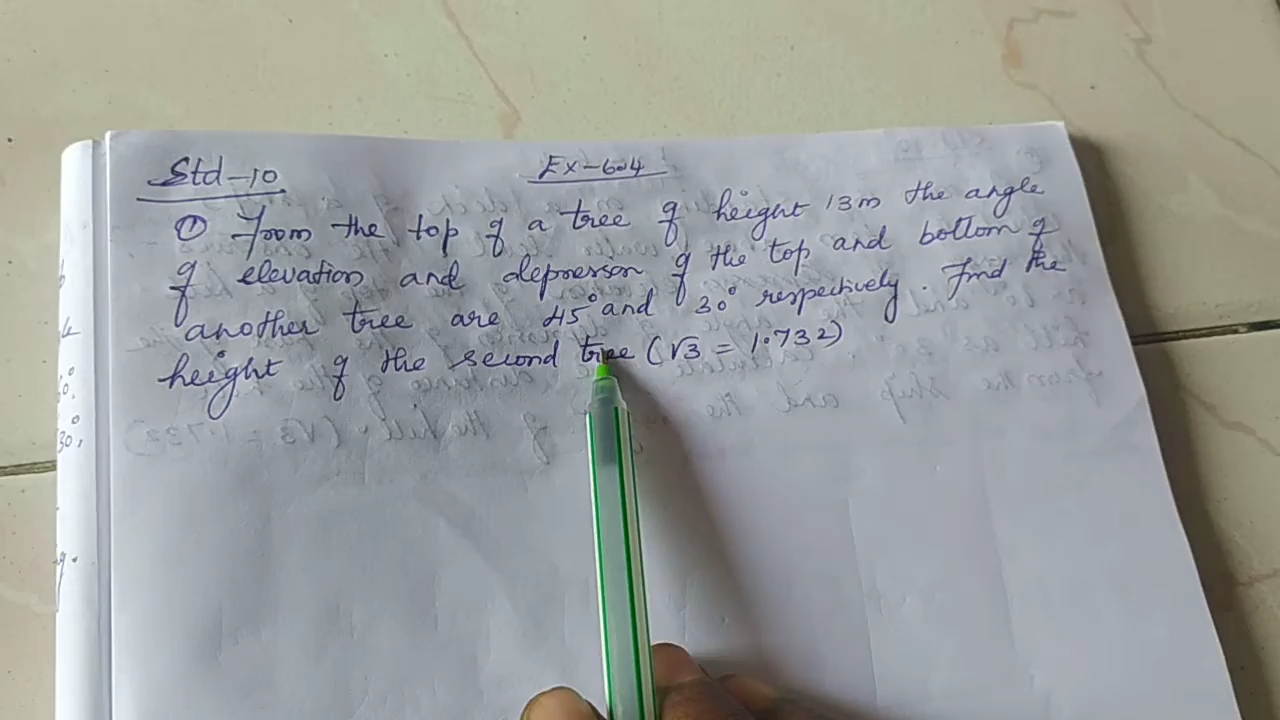 Std-10
Ex-6.4
① From the top of a tree of height 13m the angle
of elevation and depresson of the top and bottom of
another tree are 45° and 30° respectively. Find the
height of the second tree (√3 = 1.732)